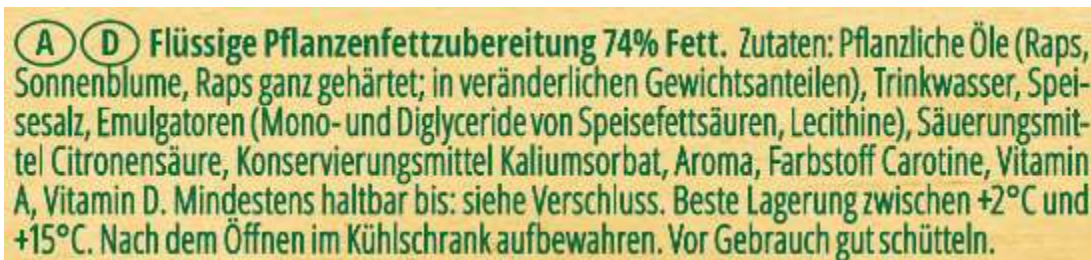 A D Flüssige Pflanzenfettzubereitung 74% Fett. Zutaten: Pflanzliche Öle (Raps,
Sonnenblume, Raps ganz gehärtet; in veränderlichen Gewichtsanteilen), Trinkwasser, Spei-
sesalz, Emulgatoren (Mono- und Diglyceride von Speisefettsäuren, Lecithine), Säuerungsmit-
tel Citronensäure, Konservierungsmittel Kaliumsorbat, Aroma, Farbstoff Carotine, Vitamin
A, Vitamin D. Mindestens haltbar bis: siehe Verschluss. Beste Lagerung zwischen +2°C und
+15°C. Nach dem Öffnen im Kühlschrank aufbewahren. Vor Gebrauch gut schütteln.